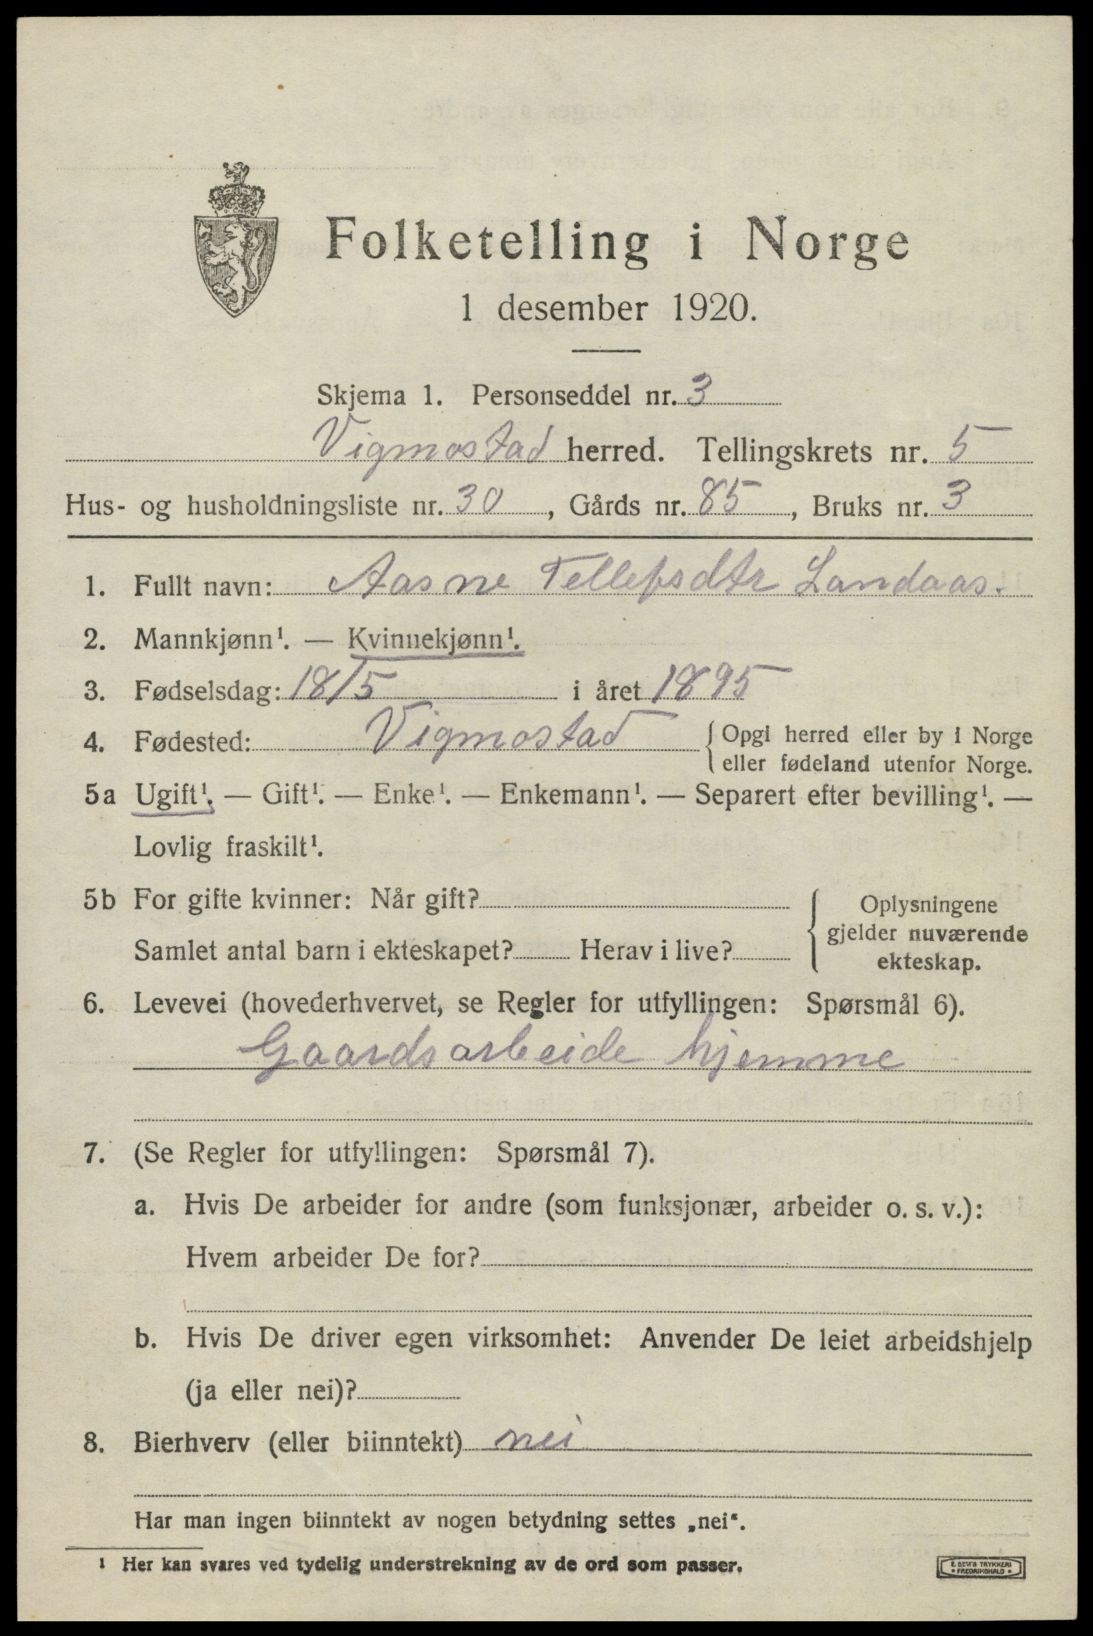 Folketelling i Norge
1 desember 1920.
Skjema 1. Personseddel nr. 3
Vigmostad herred. Tellingskrets nr. 5
Hus- og husholdningsliste nr. 30, Gårds nr. 85, Bruks nr. 3
1. Fullt navn: Aasne Tellefsdtr Landaas.
2. Mannkjønn¹. — Kvinnekjønn¹.
3. Fødselsdag: 18/5 i året 1895
4. Fødested: Vigmostad { Opgi herred eller by i Norge
eller fødeland utenfor Norge.
5a Ugift¹. — Gift¹. — Enke¹. — Enkemann¹. — Separert efter bevilling¹. —
Lovlig fraskilt¹.
5b For gifte kvinner: Når gift?
Samlet antal barn i ekteskapet? Herav i live?
Oplysningene
gjelder nuværende
ekteskap.
6. Levevei (hovederhvervet, se Regler for utfyllingen: Spørsmål 6).
Gaardsarbeide hjemme
7. (Se Regler for utfyllingen: Spørsmål 7).
a. Hvis De arbeider for andre (som funksjonær, arbeider o. s. v.):
Hvem arbeider De for?
b. Hvis De driver egen virksomhet: Anvender De leiet arbeidshjelp
(ja eller nei)?
8. Bierhverv (eller biinntekt) nei
Har man ingen biinntekt av nogen betydning settes „nei“.
¹ Her kan svares ved tydelig understrekning av de ord som passer.
E. SEM'S TRYKKERI
• FREDRIKSHALD •